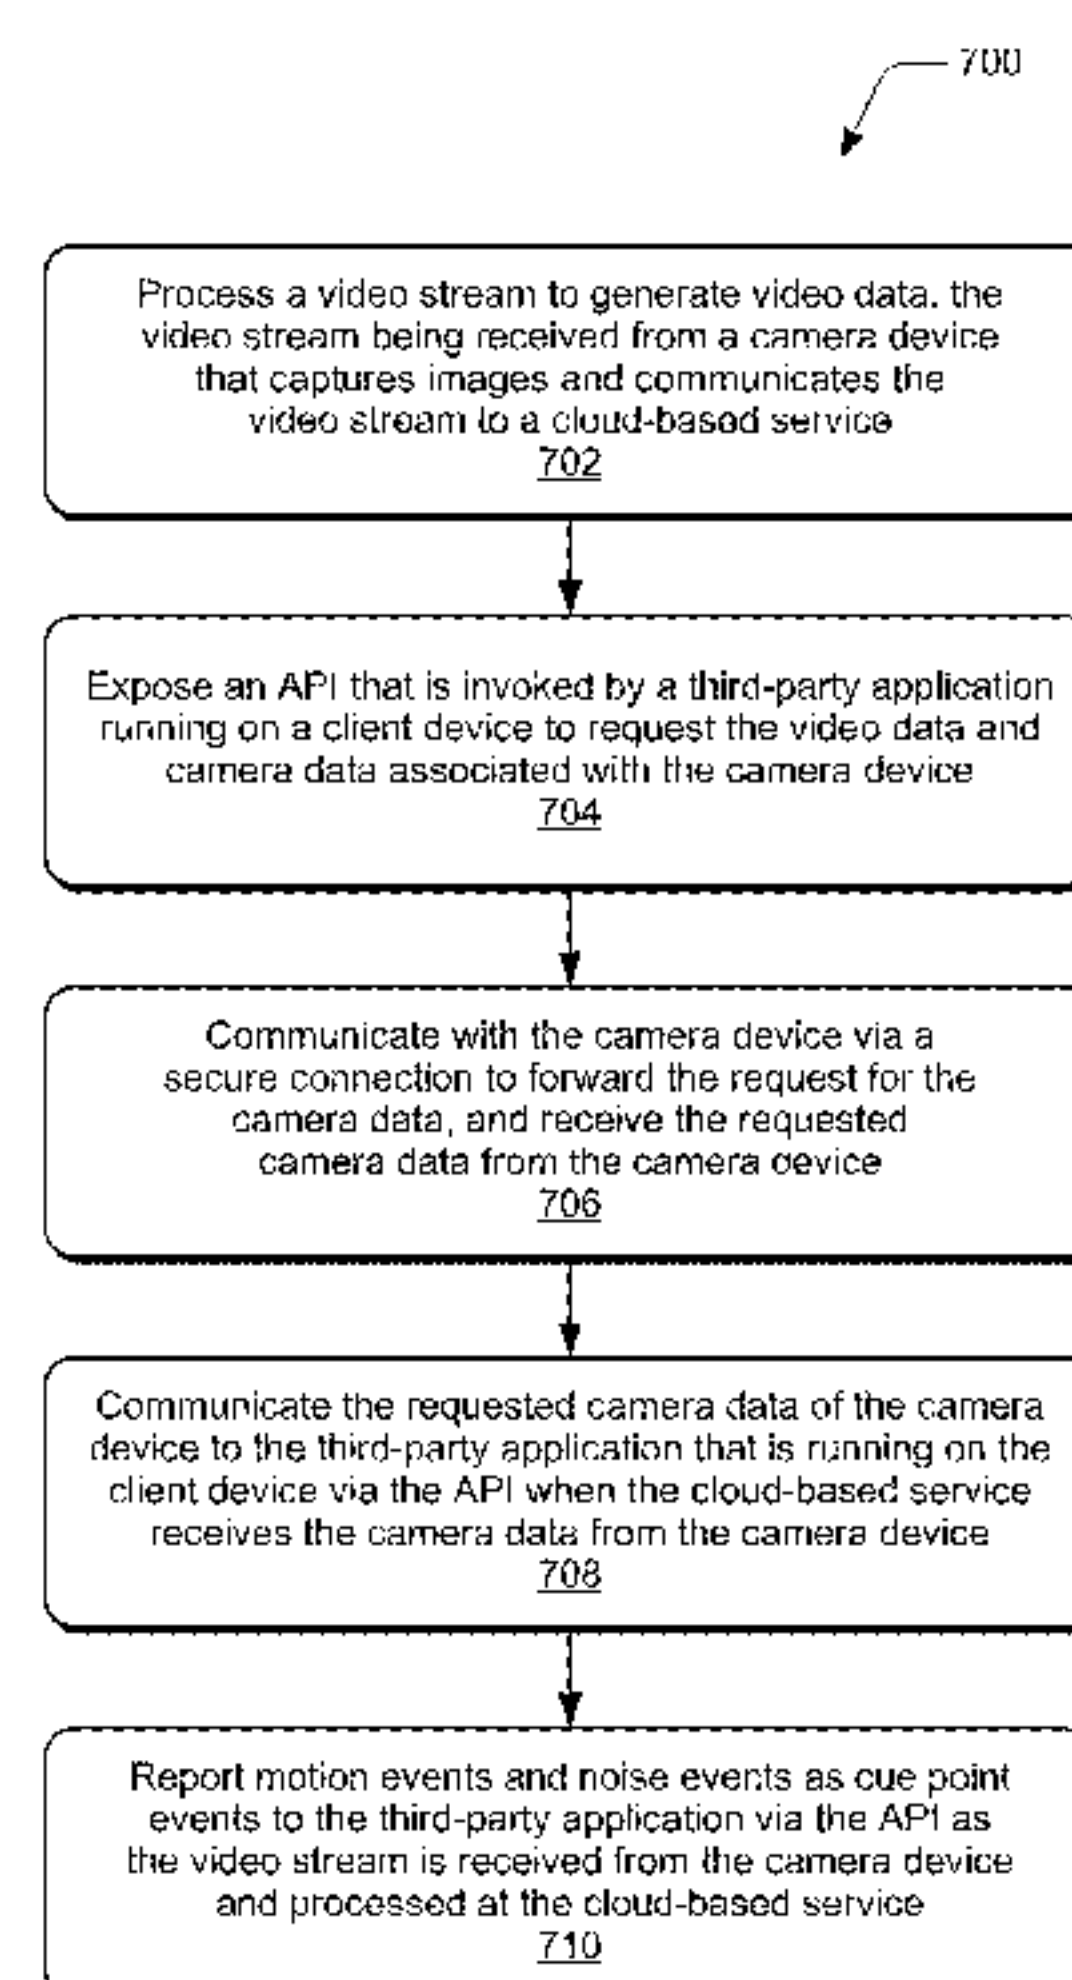 700
Process a video stream to generate video data, the
video stream being received from a camera device
that captures images and communicates the
video stream to a cloud-based service
702
Expose an API that is invoked by a third-party application
running on a client device to request the video data and
camera data associated with the camera device
704
Communicate with the camera device via a
secure connection to forward the request for the
camera data, and receive the requested
camera data from the camera device
706
Communicate the requested camera data of the camera
device to the third-party application that is running on the
client device via the API when the cloud-based service
receives the camera data from the camera device
708
Report motion events and noise events as cue point
events to the third-party application via the API as
the video stream is received from the camera device
and processed at the cloud-based service
710